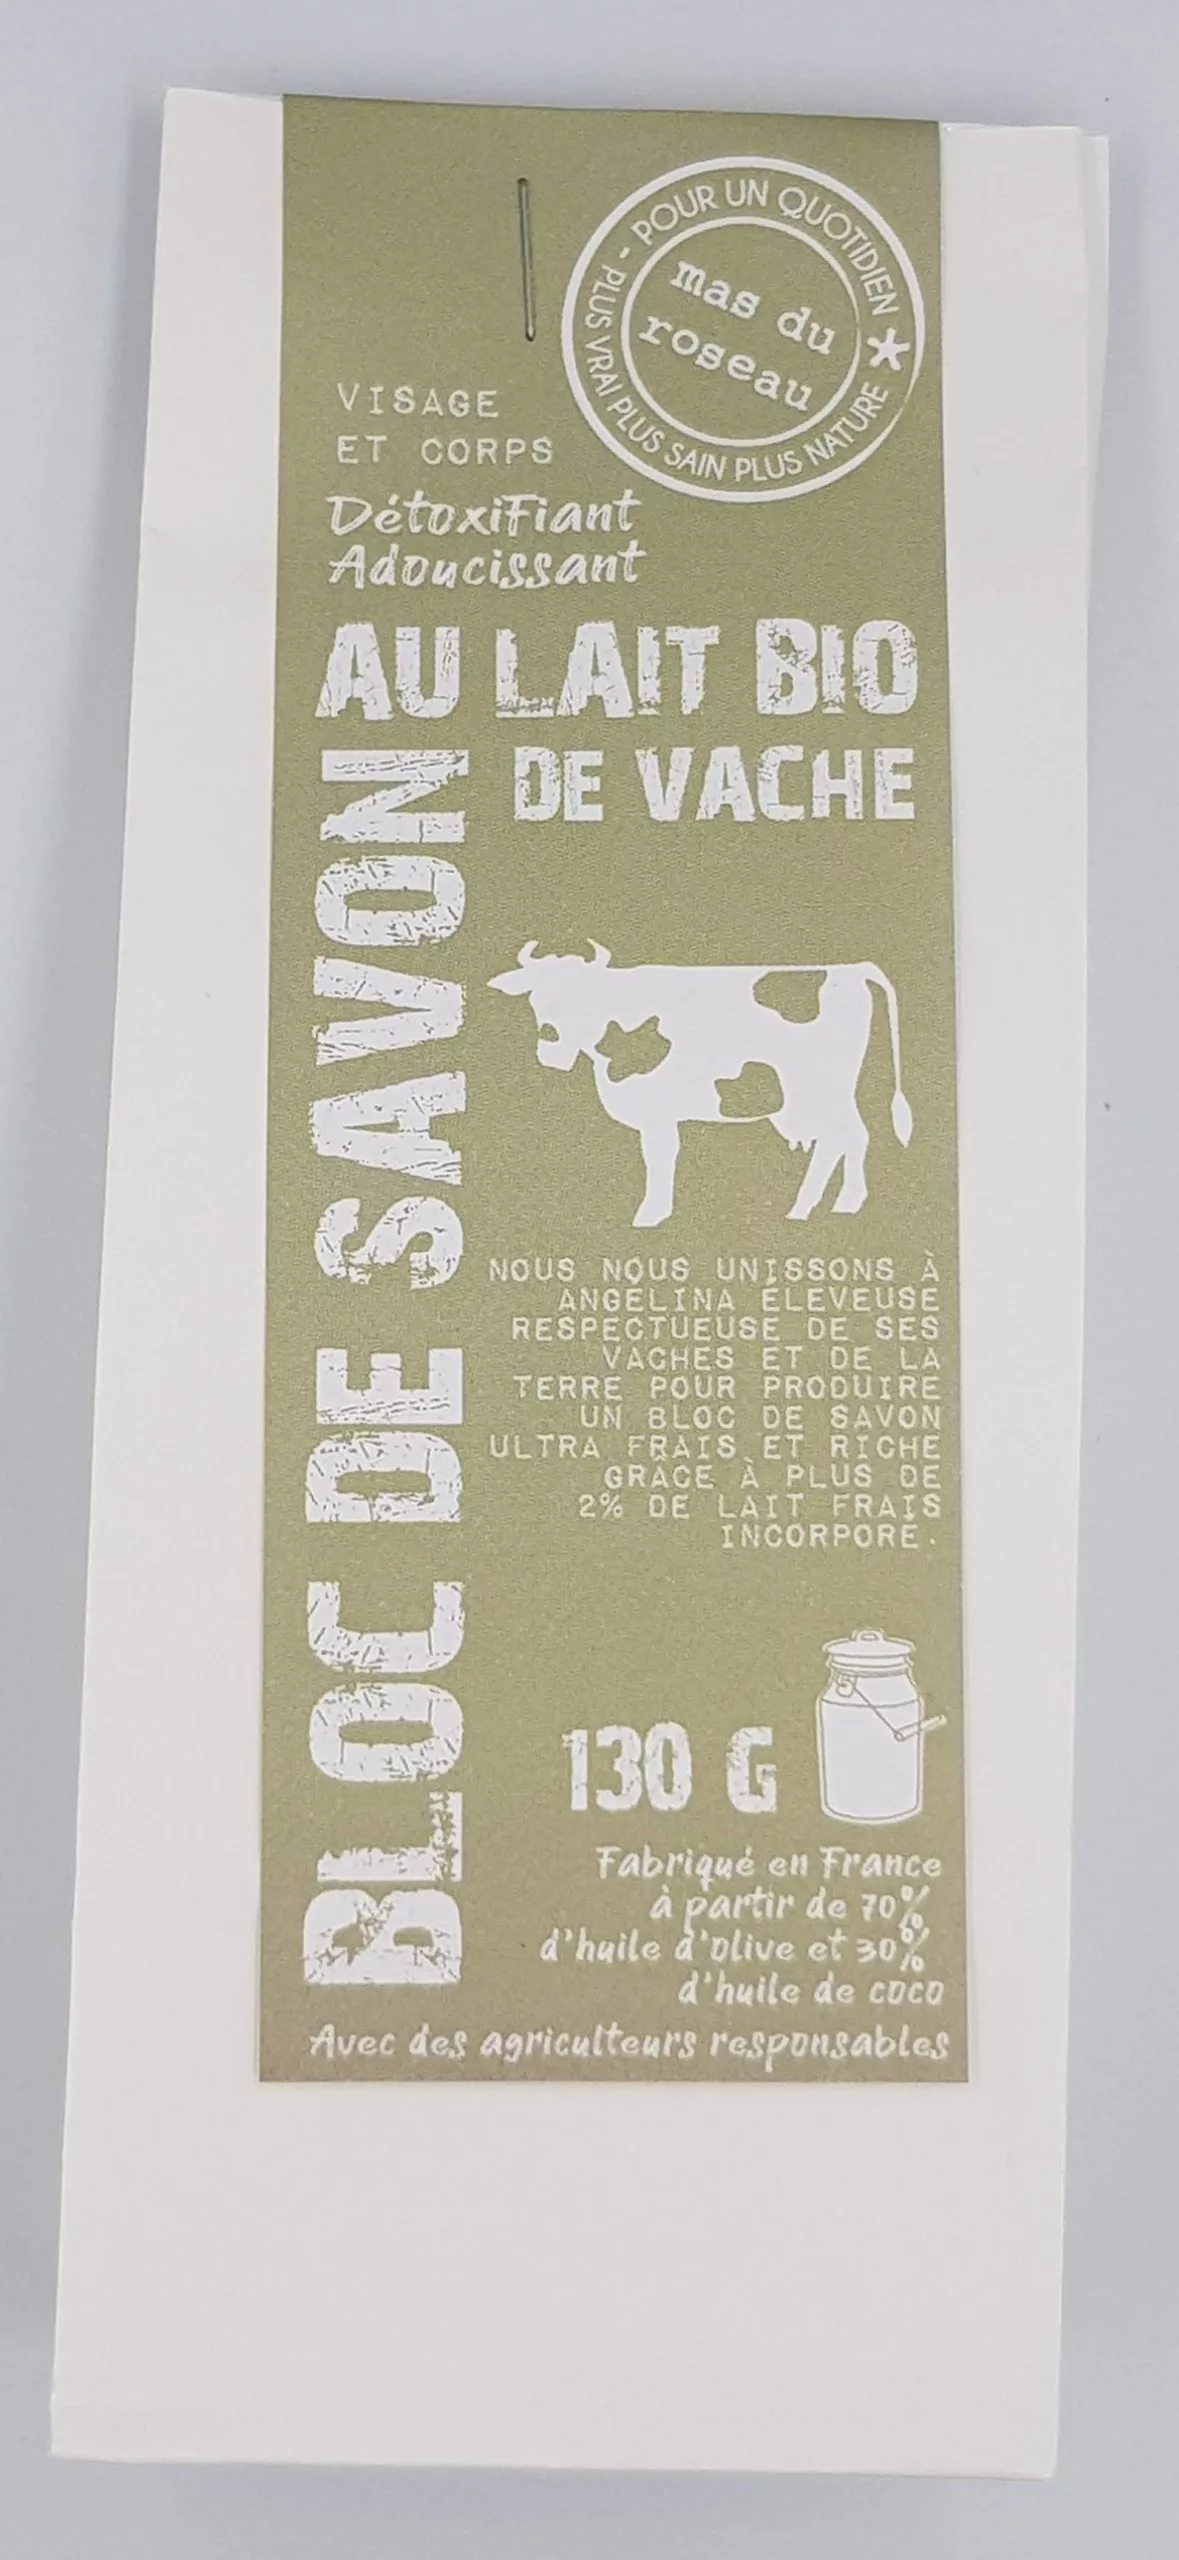 - POUR UN QUOTIDIEN *
PLUS VRAI PLUS SAIN PLUS NATURE
mas du
roseau
VISAGE
ET CORPS
Détoxifiant
Adoucissant
AU LAIT BIO
DE VACHE
BLOC DE SAVON
NOUS NOUS UNISSONS À
ANGELINA ÉLEVEUSE
RESPECTUEUSE DE SES
VACHES ET DE LA
TERRE POUR PRODUIRE
UN BLOC DE SAVON
ULTRA FRAIS ET RICHE
GRÂCE À PLUS DE
2% DE LAIT FRAIS
INCORPORE.
130 G
Fabriqué en France
à partir de 70%
d'huile d'olive et 30%
d'huile de coco
Avec des agriculteurs responsables